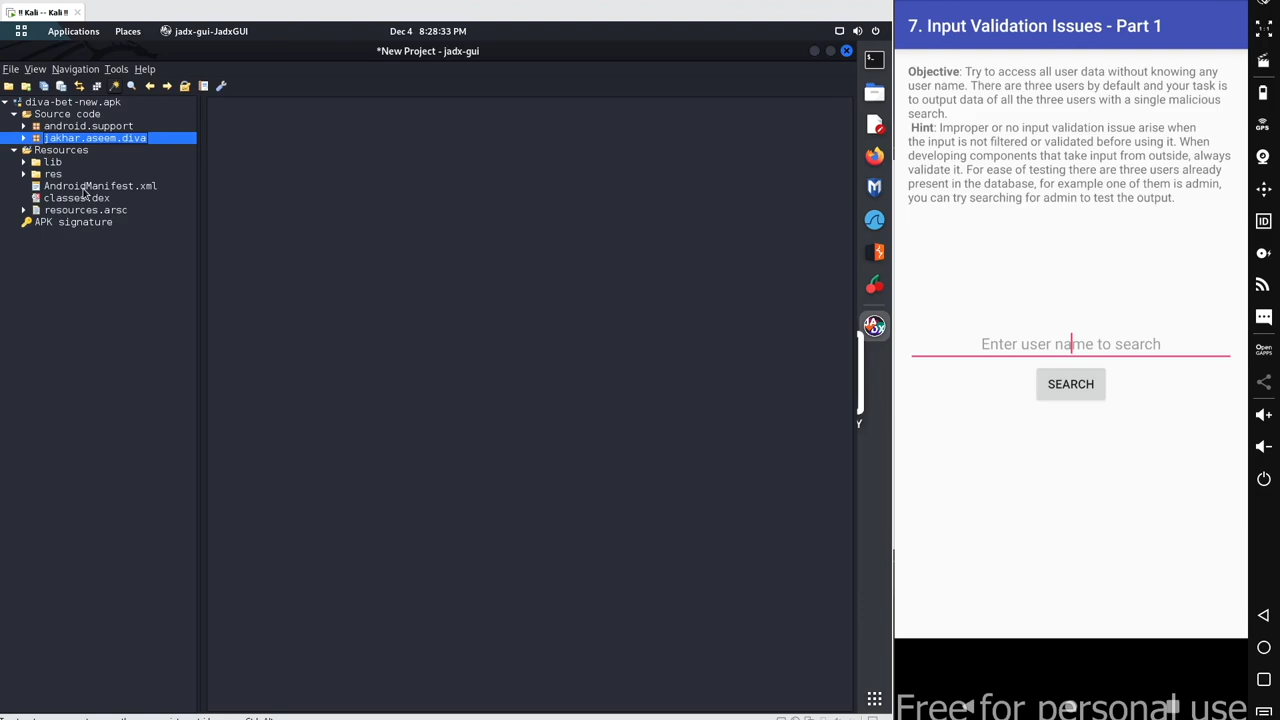 !! Kali -- Kali !!
Applications Places jadx-gui-JadxGUI Dec 4 8:28:33 PM
*New Project - jadx-gui
File View Navigation Tools Help
diva-bet-new.apk
Source code
android.support
jakhar.aseem.diva
Resources
lib
res
AndroidManifest.xml
classes.dex
resources.arsc
APK signature
Y
7. Input Validation Issues - Part 1
Objective: Try to access all user data without knowing any
user name. There are three users by default and your task is
to output data of all the three users with a single malicious
search.
Hint: Improper or no input validation issue arise when
the input is not filtered or validated before using it. When
developing components that take input from outside, always
validate it. For ease of testing there are three users already
present in the database, for example one of them is admin,
you can try searching for admin to test the output.
Enter user name to search
SEARCH
Free for personal use
GPS
ID
Open
GAPPS
JADX
1:1